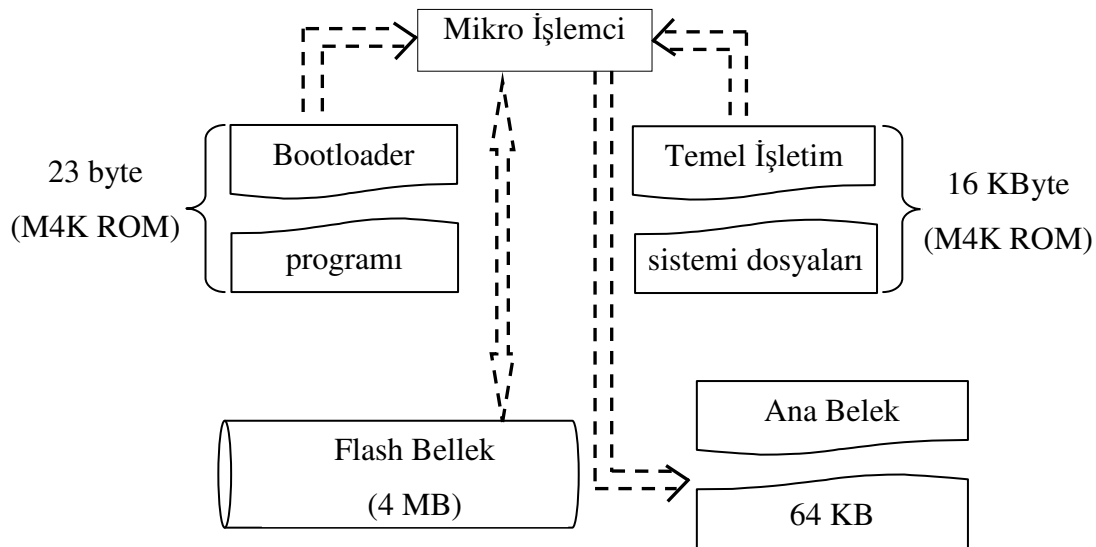 Mikro İşlemci
23 byte
(M4K ROM)
Bootloader
programı
Temel İşletim
sistemi dosyaları
16 KByte
(M4K ROM)
Flash Bellek
(4 MB)
Ana Belek
64 KB